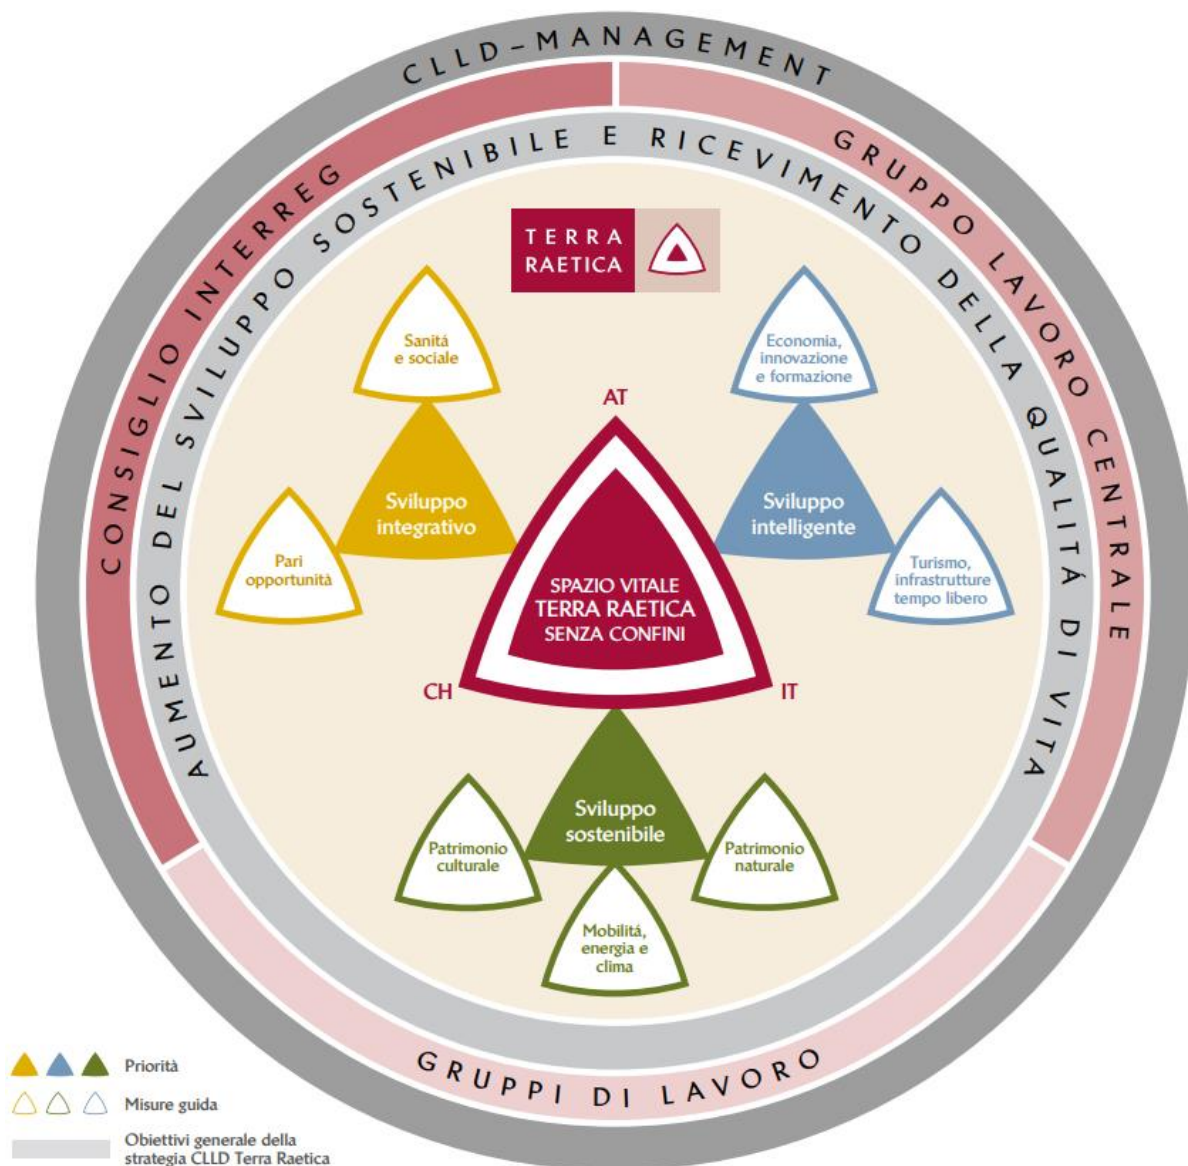 CLLD–MANAGEMENT
CONSIGLIO INTERREG
GRUPPO LAVORO CENTRALE
AUMENTO DEL SVILUPPO SOSTENIBILE E RICEVIMENTO DELLA QUALITÁ DI VITA
TERRA
RAETICA
Sanitá
e sociale
Economia,
innovazione
e formazione
AT
Sviluppo
integrativo
Sviluppo
intelligente
Pari
opportunità
Turismo,
infrastrutture
tempo libero
SPAZIO VITALE
TERRA RAETICA
SENZA CONFINI
CH
IT
Sviluppo
sostenibile
Patrimonio
culturale
Patrimonio
naturale
Mobilitá,
energia e
clima
GRUPPI DI LAVORO
Priorità
Misure guida
Obiettivi generale della
strategia CLLD Terra Raetica